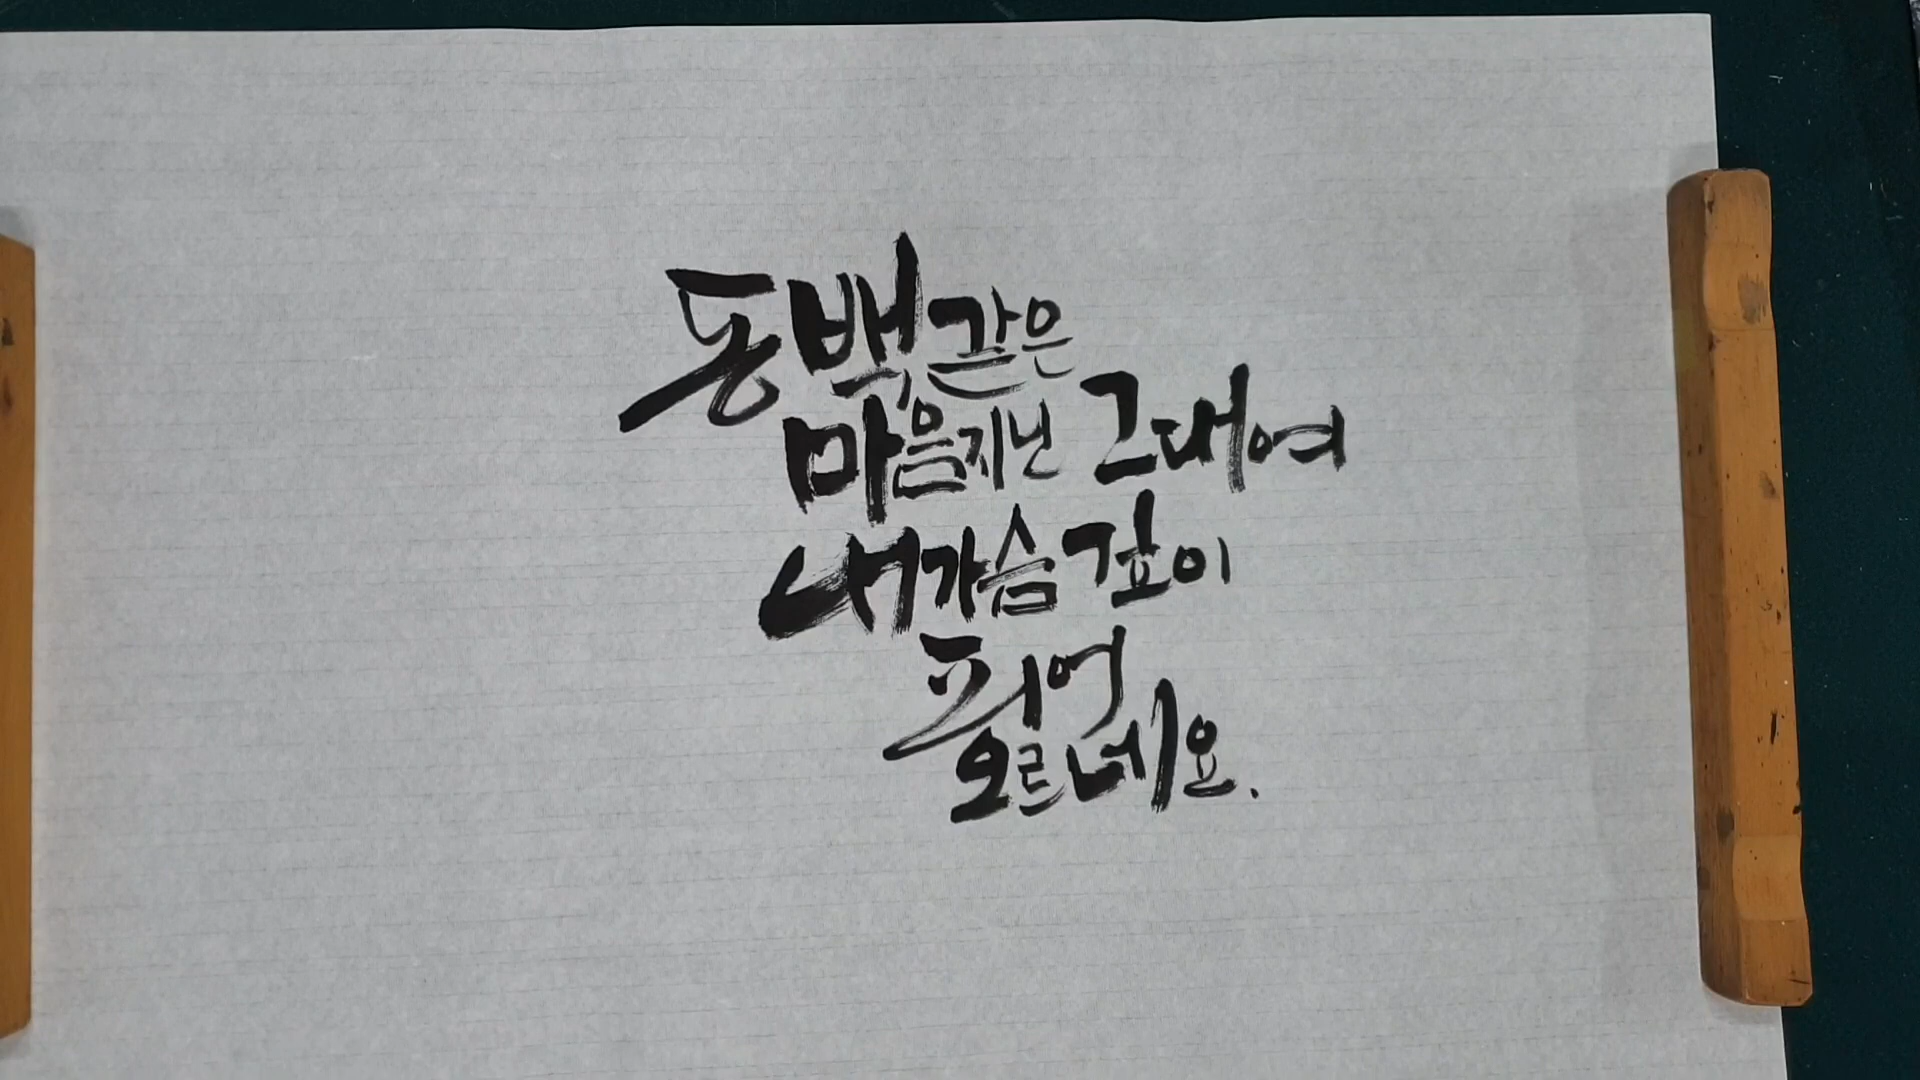 동백같은
마음지닌 그대여
내가슴 깊이
피어
오르네요.